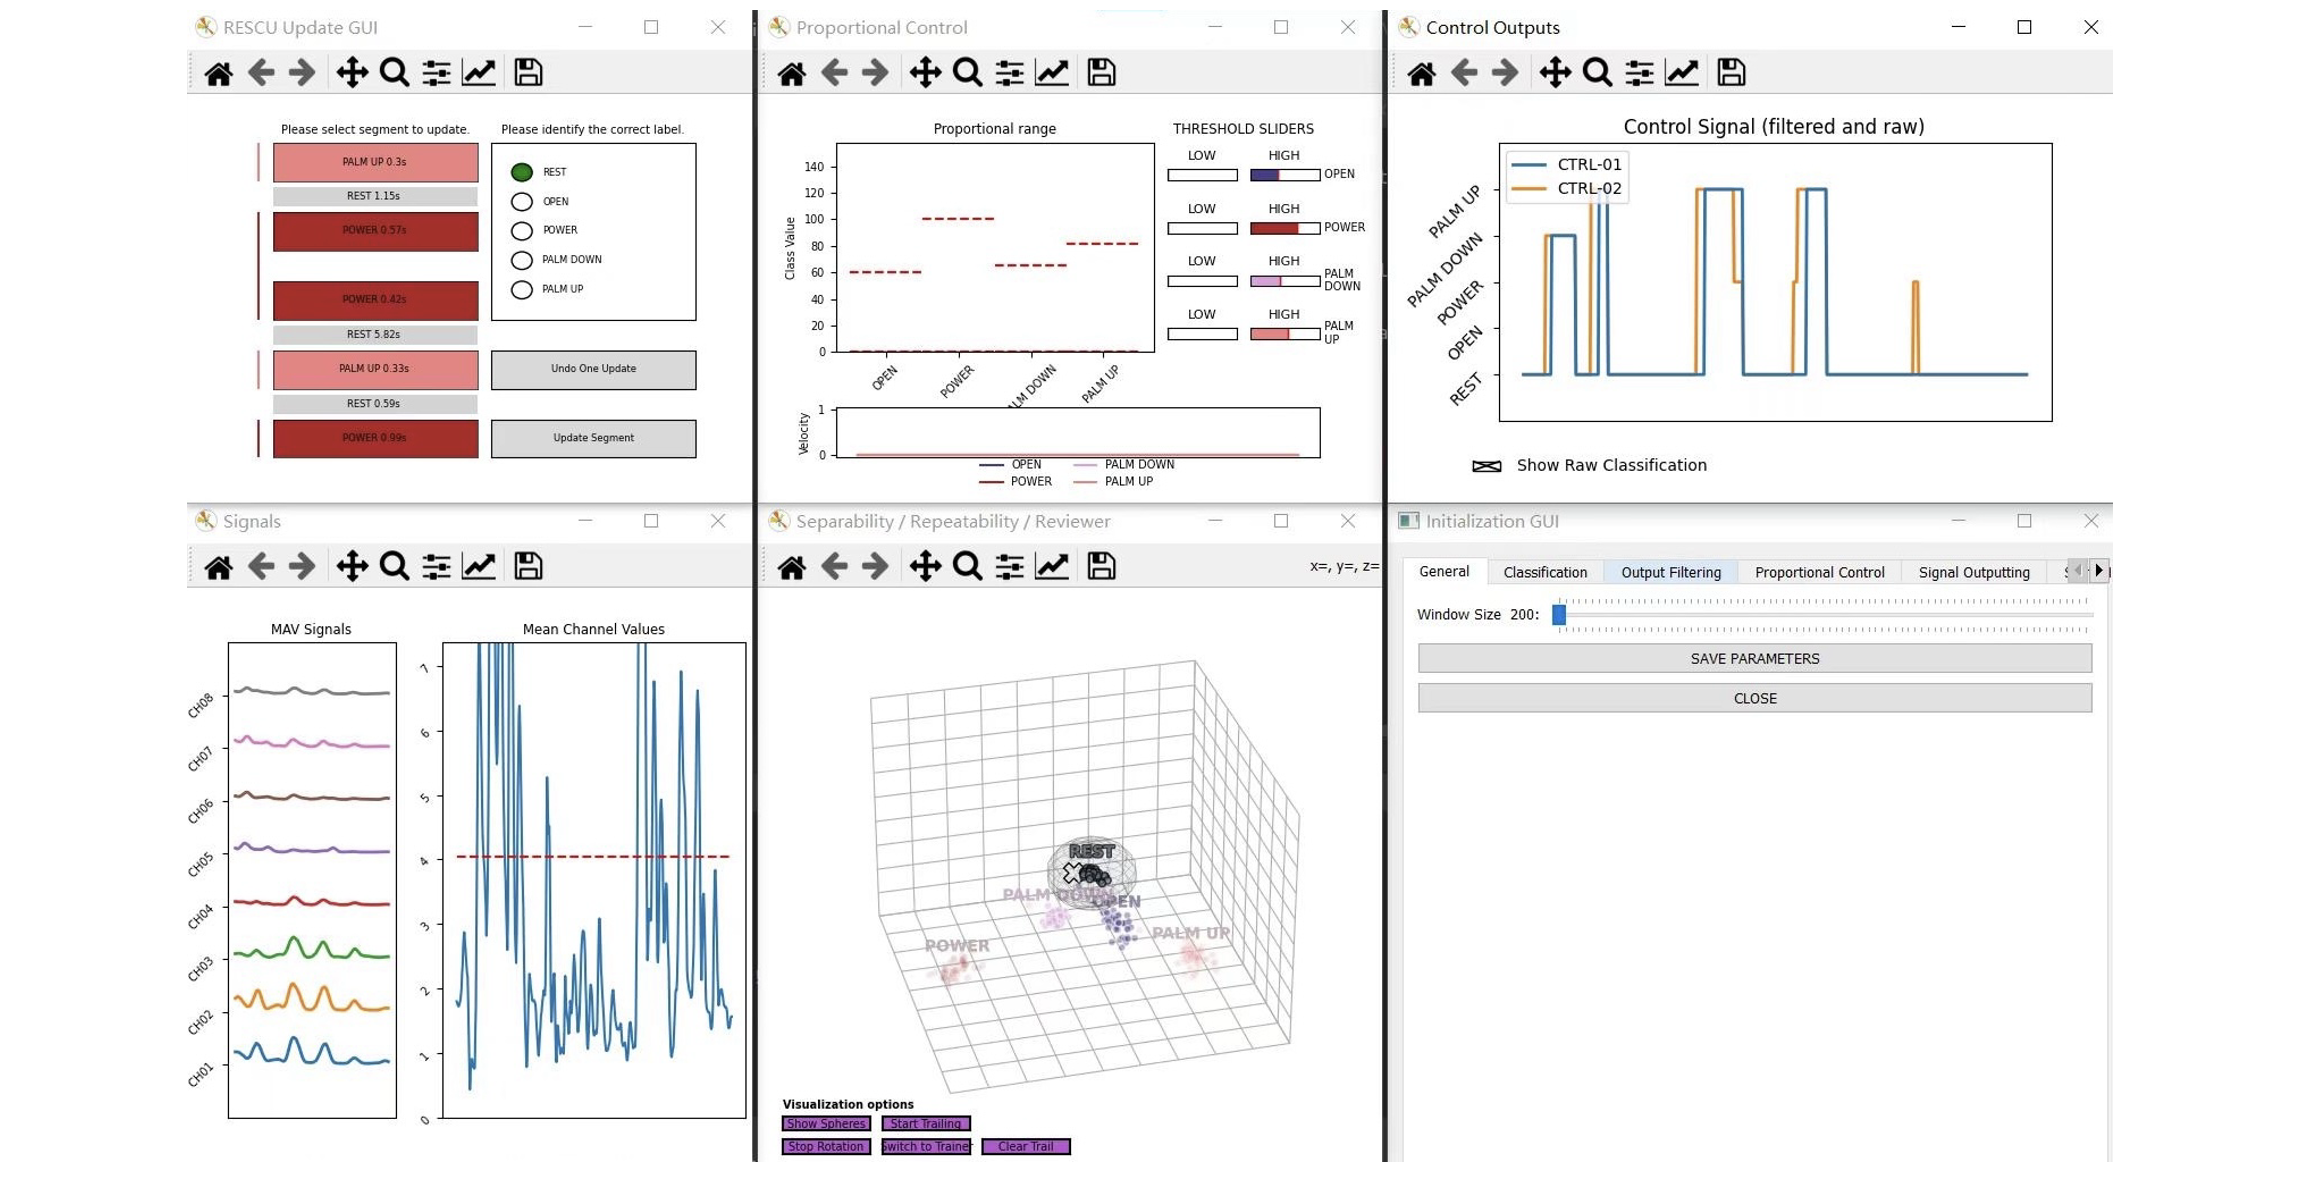 RESCU Update GUI
Please select segment to update.
Please identify the correct label.
PALM UP 0.3s
REST 1.15s
POWER 0.57s
POWER 0.42s
REST 5.82s
PALM UP 0.33s
REST 0.59s
POWER 0.99s
REST
OPEN
POWER
PALM DOWN
PALM UP
Undo One Update
Update Segment
Proportional Control
Proportional range
Class Value
140
120
100
80
60
40
20
0
OPEN
POWER
ALM DOWN
PALM UP
THRESHOLD SLIDERS
LOW HIGH
OPEN
LOW HIGH
POWER
LOW HIGH
PALM
DOWN
LOW HIGH
PALM
UP
Velocity
1
0
OPEN PALM DOWN
POWER PALM UP
Control Outputs
Control Signal (filtered and raw)
CTRL-01
CTRL-02
PALM UP
PALM DOWN
POWER
OPEN
REST
Show Raw Classification
Signals
MAV Signals
CH08
CH07
CH06
CH05
CH04
CH03
CH02
CH01
Mean Channel Values
7
6
5
4
3
2
1
0
Separability / Repeatability / Reviewer
x=, y=, z=
REST
PALM DOWN
OPEN
PALM UP
POWER
Visualization options
Show Spheres Start Trailing
Stop Rotation Switch to Trainer Clear Trail
Initialization GUI
General Classification Output Filtering Proportional Control Signal Outputting
Window Size 200:
SAVE PARAMETERS
CLOSE